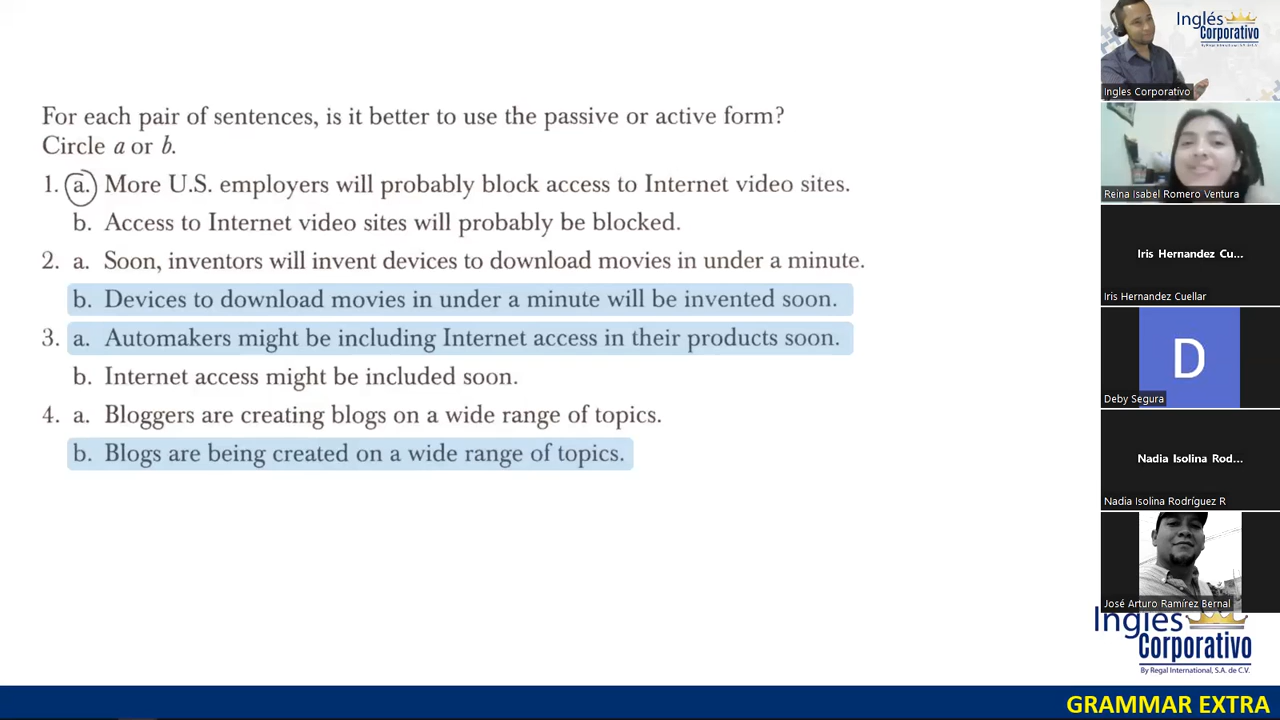 For each pair of sentences, is it better to use the passive or active form?
Circle a or b.
1. a. More U.S. employers will probably block access to Internet video sites.
b. Access to Internet video sites will probably be blocked.
2. a. Soon, inventors will invent devices to download movies in under a minute.
b. Devices to download movies in under a minute will be invented soon.
3. a. Automakers might be including Internet access in their products soon.
b. Internet access might be included soon.
4. a. Bloggers are creating blogs on a wide range of topics.
b. Blogs are being created on a wide range of topics.
Inglés
Corporativo
By Regal International, S.A. de C.V.
Ingles Corporativo
Reina Isabel Romero Ventura
Iris Hernandez Cu...
Iris Hernandez Cuellar
D
Deby Segura
Nadia Isolina Rod...
Nadia Isolina Rodríguez R
José Arturo Ramírez Bernal
Inglés
Corporativo
By Regal International, S.A. de C.V.
GRAMMAR EXTRA